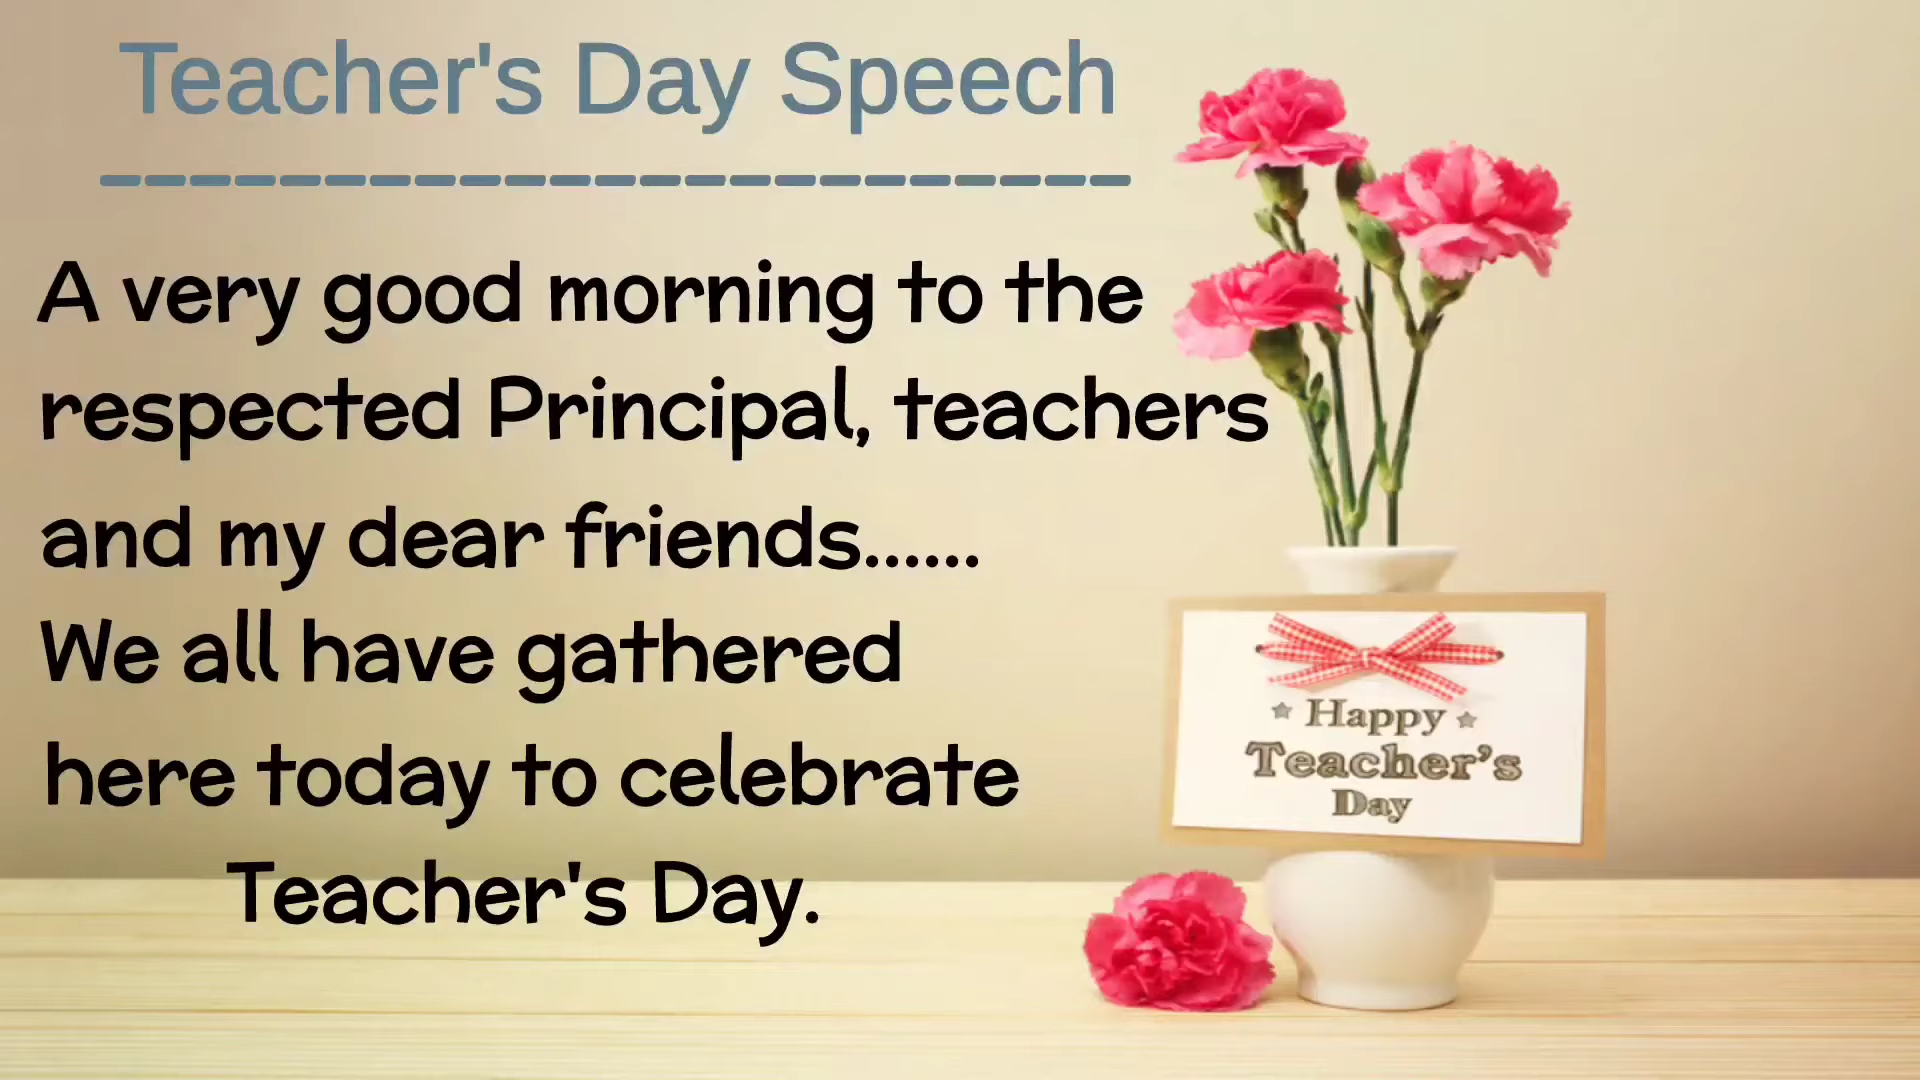 Teacher's Day Speech
-----------------------
A very good morning to the
respected Principal, teachers
and my dear friends......
We all have gathered
here today to celebrate
Teacher's Day.
Happy
Teacher's
Day